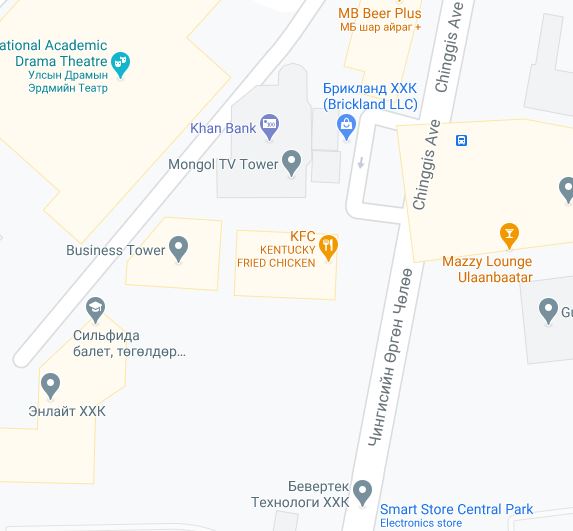 MB Beer Plus
МБ шар айраг +
Chinggis Ave
ational Academic
Drama Theatre
Улсын Драмын
Эрдмийн Театр
Брикланд ХХК
(Brickland LLC)
Khan Bank
Mongol TV Tower
Chinggis Ave
KFC
KENTUCKY
FRIED CHICKEN
Business Tower
Mazzy Lounge
Ulaanbaatar
Чингисийн Өргөн Чөлөө
Gu
Сильфида
балет, төгөлдөр...
Энлайт ХХК
Бевертек
Технологи ХХК
Smart Store Central Park
Electronics store